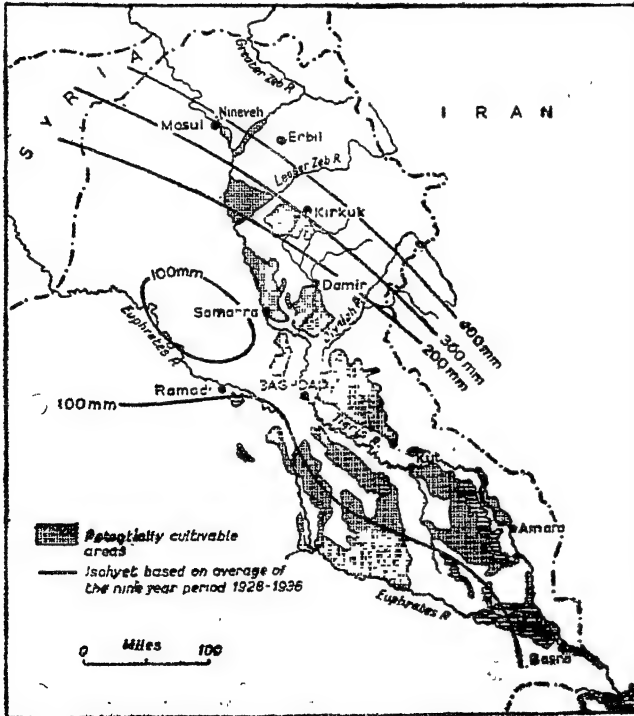 SYRIA
Greater Zeb R
IRAN
Nineveh
Mosul
Erbil
Lesser Zeb R
Kirkuk
100mm
Damir
Samarra
400mm
300mm
200mm
Euphrates R
Ramadi
BAGHDAD
100mm
Tigris R
Kut
Amara
Potentially cultivable
areas
Isohyet based on average of
the nine year period 1928-1936
Euphrates R
Basra
0 Miles 100